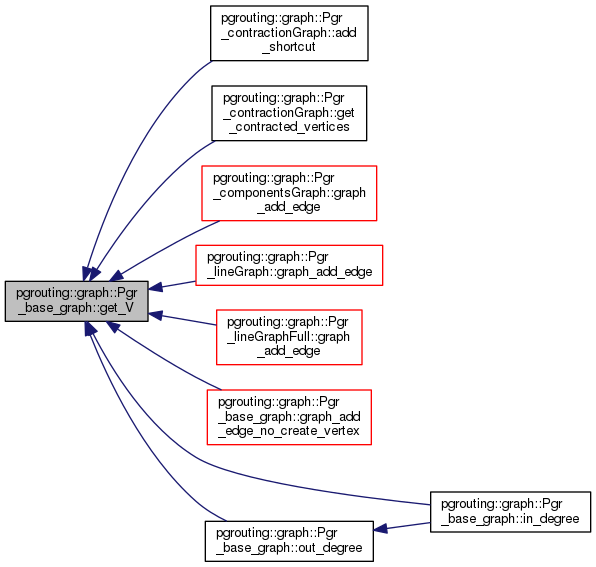 pgrouting::graph::Pgr
_contractionGraph::add
_shortcut
pgrouting::graph::Pgr
_contractionGraph::get
_contracted_vertices
pgrouting::graph::Pgr
_componentsGraph::graph
_add_edge
pgrouting::graph::Pgr
_lineGraph::graph_add_edge
pgrouting::graph::Pgr
_base_graph::get_V
pgrouting::graph::Pgr
_lineGraphFull::graph
_add_edge
pgrouting::graph::Pgr
_base_graph::graph_add
_edge_no_create_vertex
pgrouting::graph::Pgr
_base_graph::in_degree
pgrouting::graph::Pgr
_base_graph::out_degree